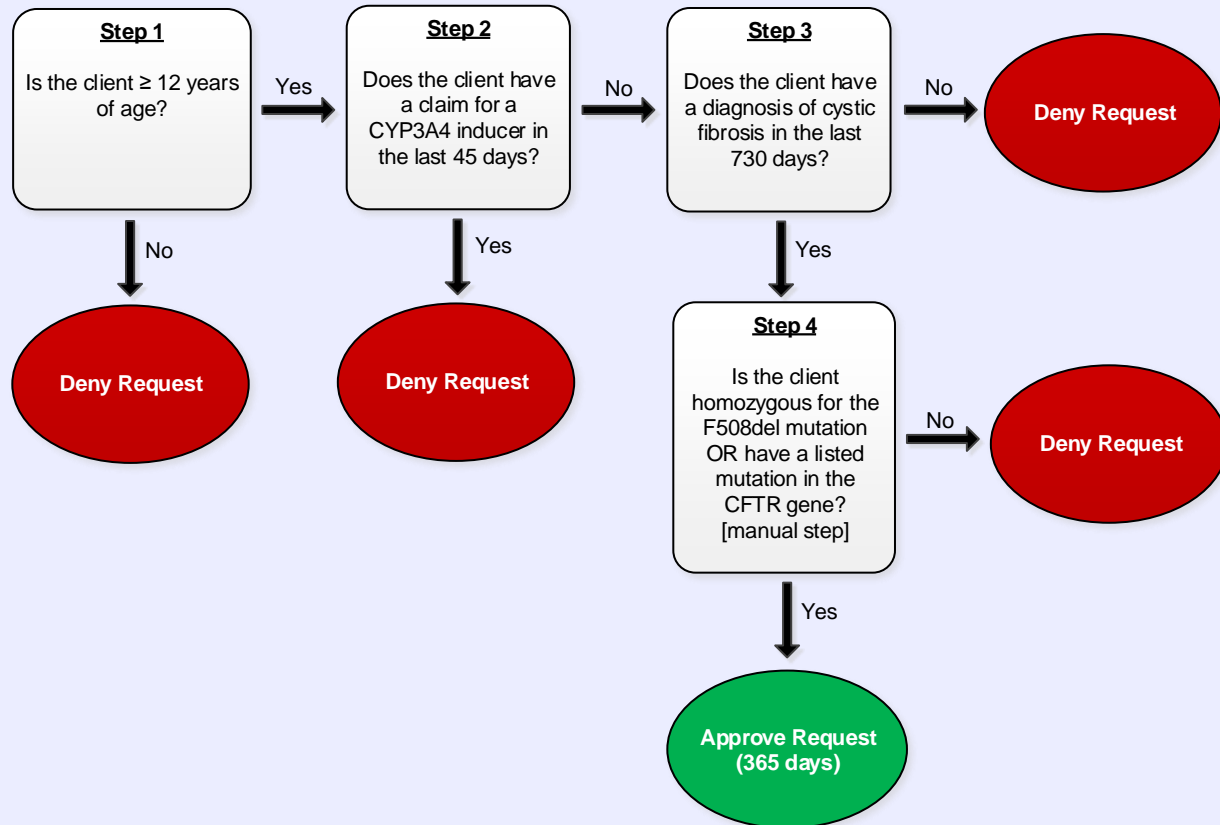 Step 1
Is the client ≥ 12 years
of age?
Yes
Step 2
Does the client have
a claim for a
CYP3A4 inducer in
the last 45 days?
No
Step 3
Does the client have
a diagnosis of cystic
fibrosis in the last
730 days?
No
Deny Request
No
Deny Request
Yes
Deny Request
Yes
Step 4
Is the client
homozygous for the
F508del mutation
OR have a listed
mutation in the
CFTR gene?
[manual step]
No
Deny Request
Yes
Approve Request
(365 days)